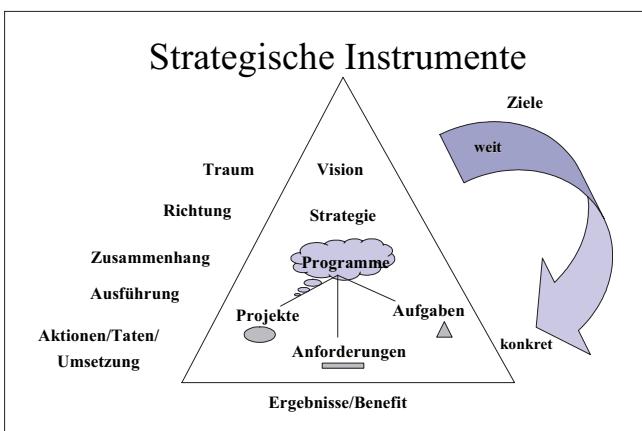 Strategische Instrumente
Ziele
weit
Traum
Vision
Richtung
Strategie
Zusammenhang
Programme
Ausführung
Projekte
Aufgaben
Aktionen/Taten/
Umsetzung
Anforderungen
konkret
Ergebnisse/Benefit